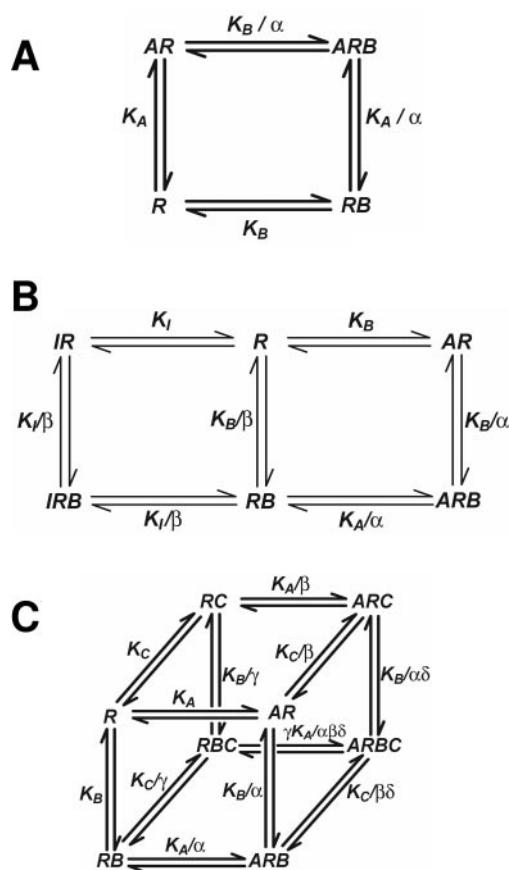 A
K_B / α
AR ARB
K_A K_A / α
R RB
K_B
B
K_I K_B
IR R AR
K_I/β K_B/β K_B/α
IRB RB ARB
K_I/β K_A/α
C
K_A/β
RC ARC
K_C K_C/β
K_B/γ K_B/αδ
K_A
R AR
γK_A/αβδ
RBC ARBC
K_B K_C/γ K_B/α K_C/βδ
K_A/α
RB ARB